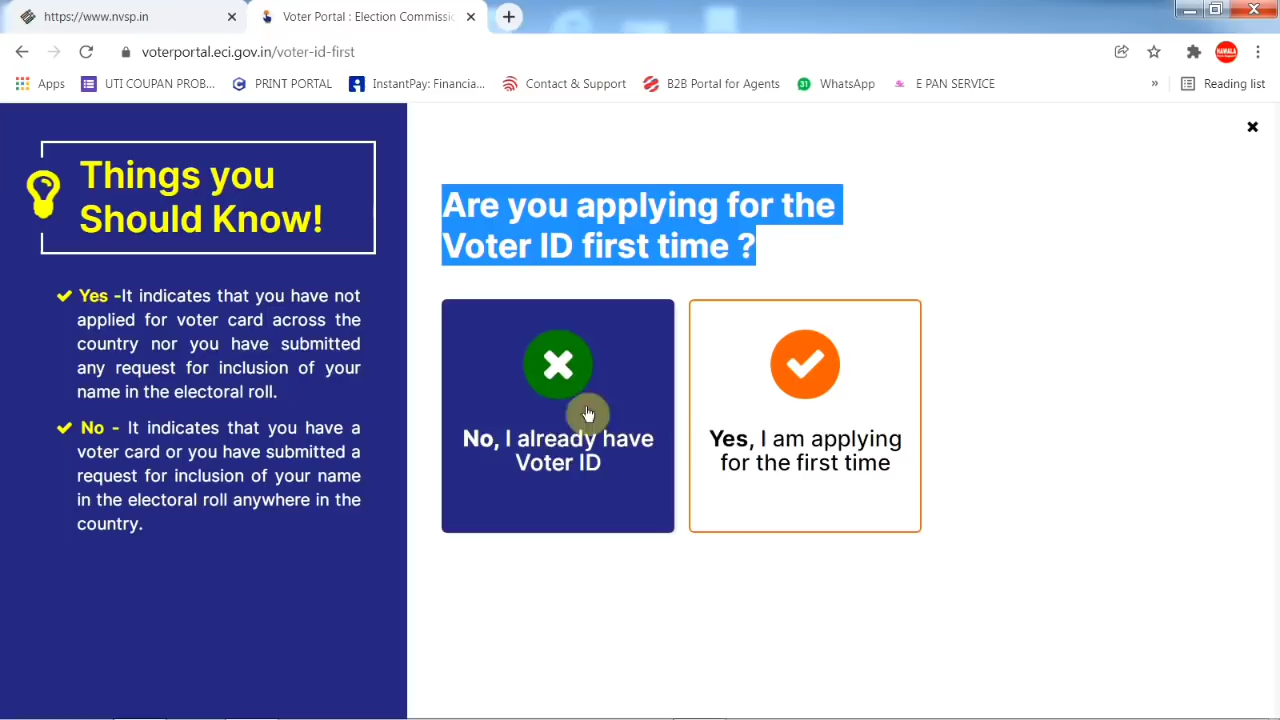 https://www.nvsp.in
Voter Portal : Election Commissic
voterportal.eci.gov.in/voter-id-first
Apps
UTI COUPAN PROB...
PRINT PORTAL
InstantPay: Financia...
Contact & Support
B2B Portal for Agents
31
WhatsApp
E PAN SERVICE
»
Reading list
Things you
Should Know!
Yes -It indicates that you have not
applied for voter card across the
country nor you have submitted
any request for inclusion of your
name in the electoral roll.
No - It indicates that you have a
voter card or you have submitted a
request for inclusion of your name
in the electoral roll anywhere in the
country.
Are you applying for the
Voter ID first time ?
No, I already have
Voter ID
Yes, I am applying
for the first time